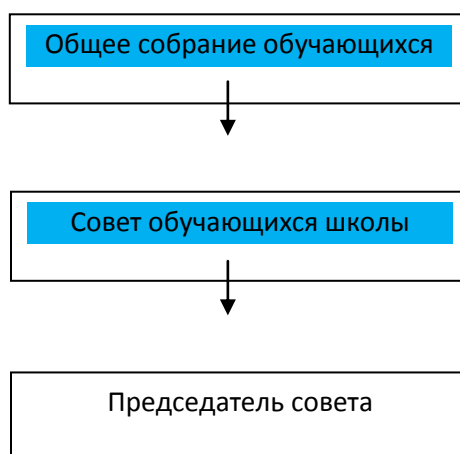 Общее собрание обучающихся
Совет обучающихся школы
Председатель совета